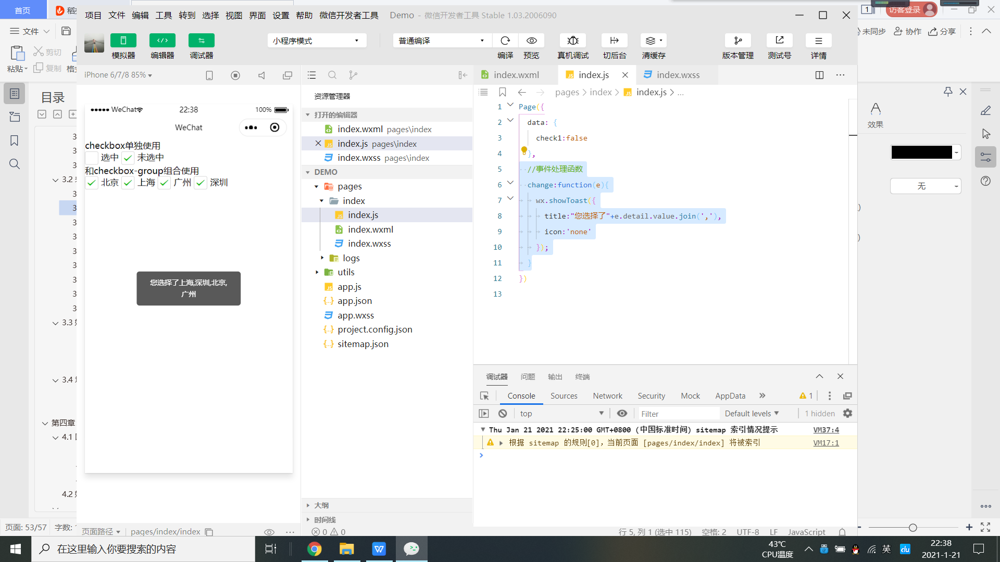 首页
项目 文件 编辑 工具 转到 选择 视图 界面 设置 帮助 微信开发者工具 Demo - 微信开发者工具 Stable 1.03.2006090
1
访客登录
文件
未同步 协作 分享
剪切
粘贴 复制
模拟器 编辑器 调试器
小程序模式
普通编译
编译 预览 真机调试 切后台 清缓存
版本管理 测试号 详情
目录
3.2
3.3
3.4
第四章
4.1
4.2
iPhone 6/7/8 85%
WeChat 22:38 100%
WeChat
checkbox单独使用
选中 未选中
和checkbox-group组合使用
北京 上海 广州 深圳
您选择了上海,深圳,北京,
广州
页面路径 pages/index/index
资源管理器
打开的编辑器
index.wxml pages\index
index.js pages\index
index.wxss pages\index
DEMO
pages
index
index.js
index.wxml
index.wxss
logs
utils
app.js
app.json
app.wxss
project.config.json
sitemap.json
大纲
时间线
0 0
index.wxml index.js index.wxss
pages > index > index.js > ...
1 Page({
2 data: {
3 check1:false
4 },
5 //事件处理函数
6 change:function(e){
7 wx.showToast({
8 title:"您选择了"+e.detail.value.join(','),
9 icon:'none'
10 });
11 }
12 })
13
调试器 问题 输出 终端
Console Sources Network Security Mock AppData 1
top Filter Default levels 1 hidden
Thu Jan 21 2021 22:25:00 GMT+0800 (中国标准时间) sitemap 索引情况提示 VM37:4
根据 sitemap 的规则[0]，当前页面 [pages/index/index] 将被索引 VM17:1
行 5, 列 1 (选中 115) 空格: 2 UTF-8 LF JavaScript
效果
无
页面: 53/57 字数:
在这里输入你要搜索的内容
43℃
CPU温度
英
du
22:38
2021-1-21